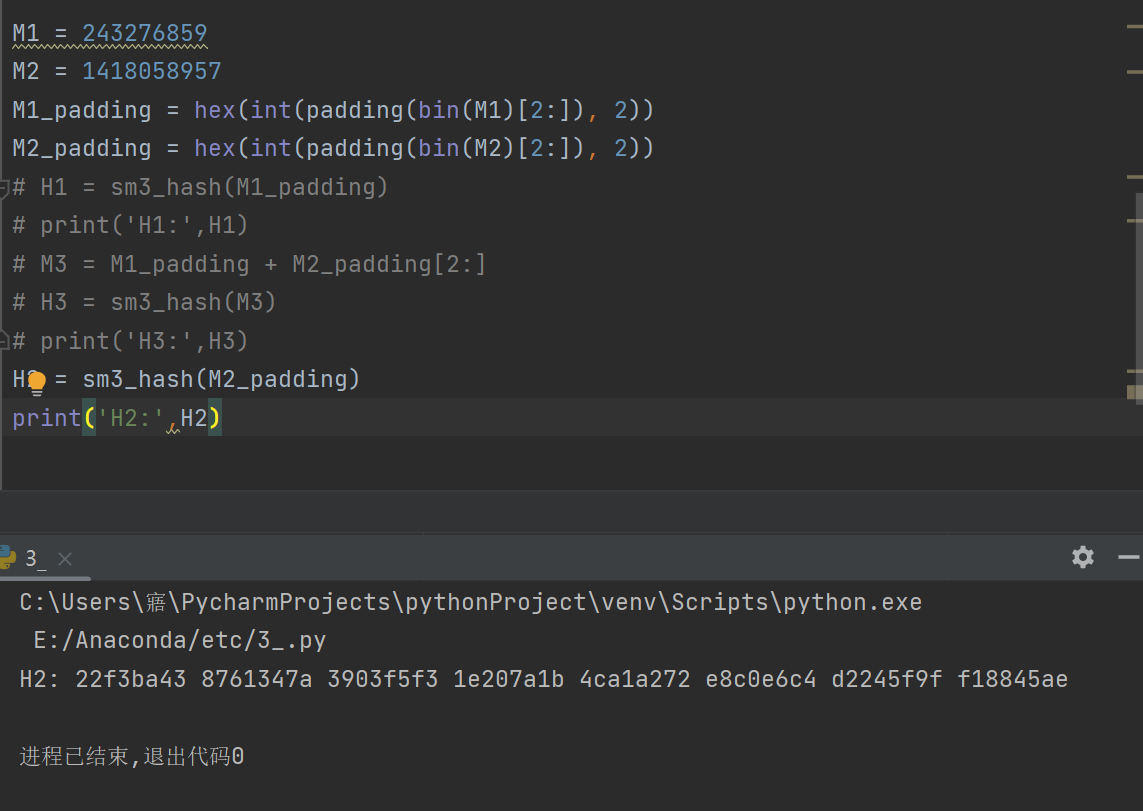 M1 = 243276859
M2 = 1418058957
M1_padding = hex(int(padding(bin(M1)[2:]), 2))
M2_padding = hex(int(padding(bin(M2)[2:]), 2))
# H1 = sm3_hash(M1_padding)
# print('H1:',H1)
# M3 = M1_padding + M2_padding[2:]
# H3 = sm3_hash(M3)
# print('H3:',H3)
H2 = sm3_hash(M2_padding)
print('H2:',H2)
3_
C:\Users\寤\PycharmProjects\pythonProject\venv\Scripts\python.exe
E:/Anaconda/etc/3_.py
H2: 22f3ba43 8761347a 3903f5f3 1e207a1b 4ca1a272 e8c0e6c4 d2245f9f f18845ae
进程已结束,退出代码0